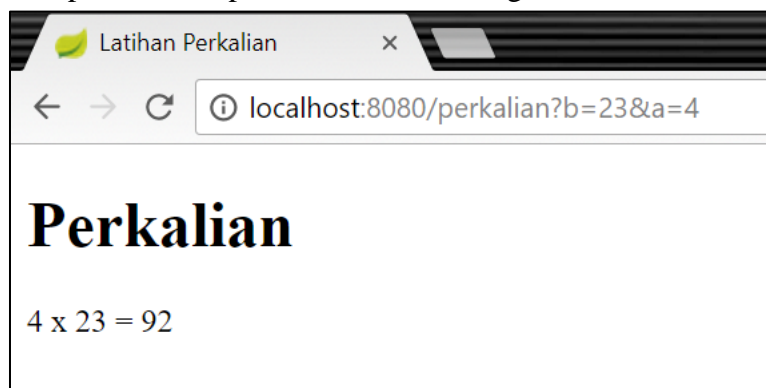 Latihan Perkalian
localhost:8080/perkalian?b=23&a=4
Perkalian
4 x 23 = 92